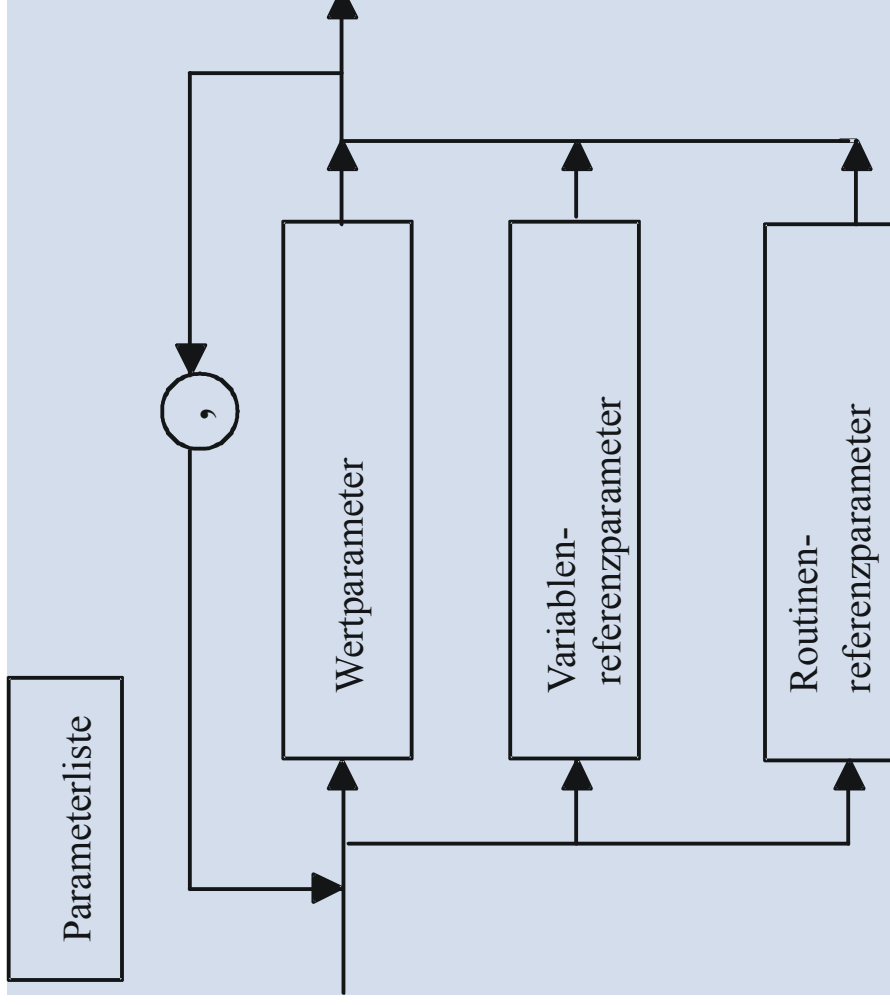 Parameterliste
,
Wertparameter
Variablen-
referenzparameter
Routinen-
referenzparameter